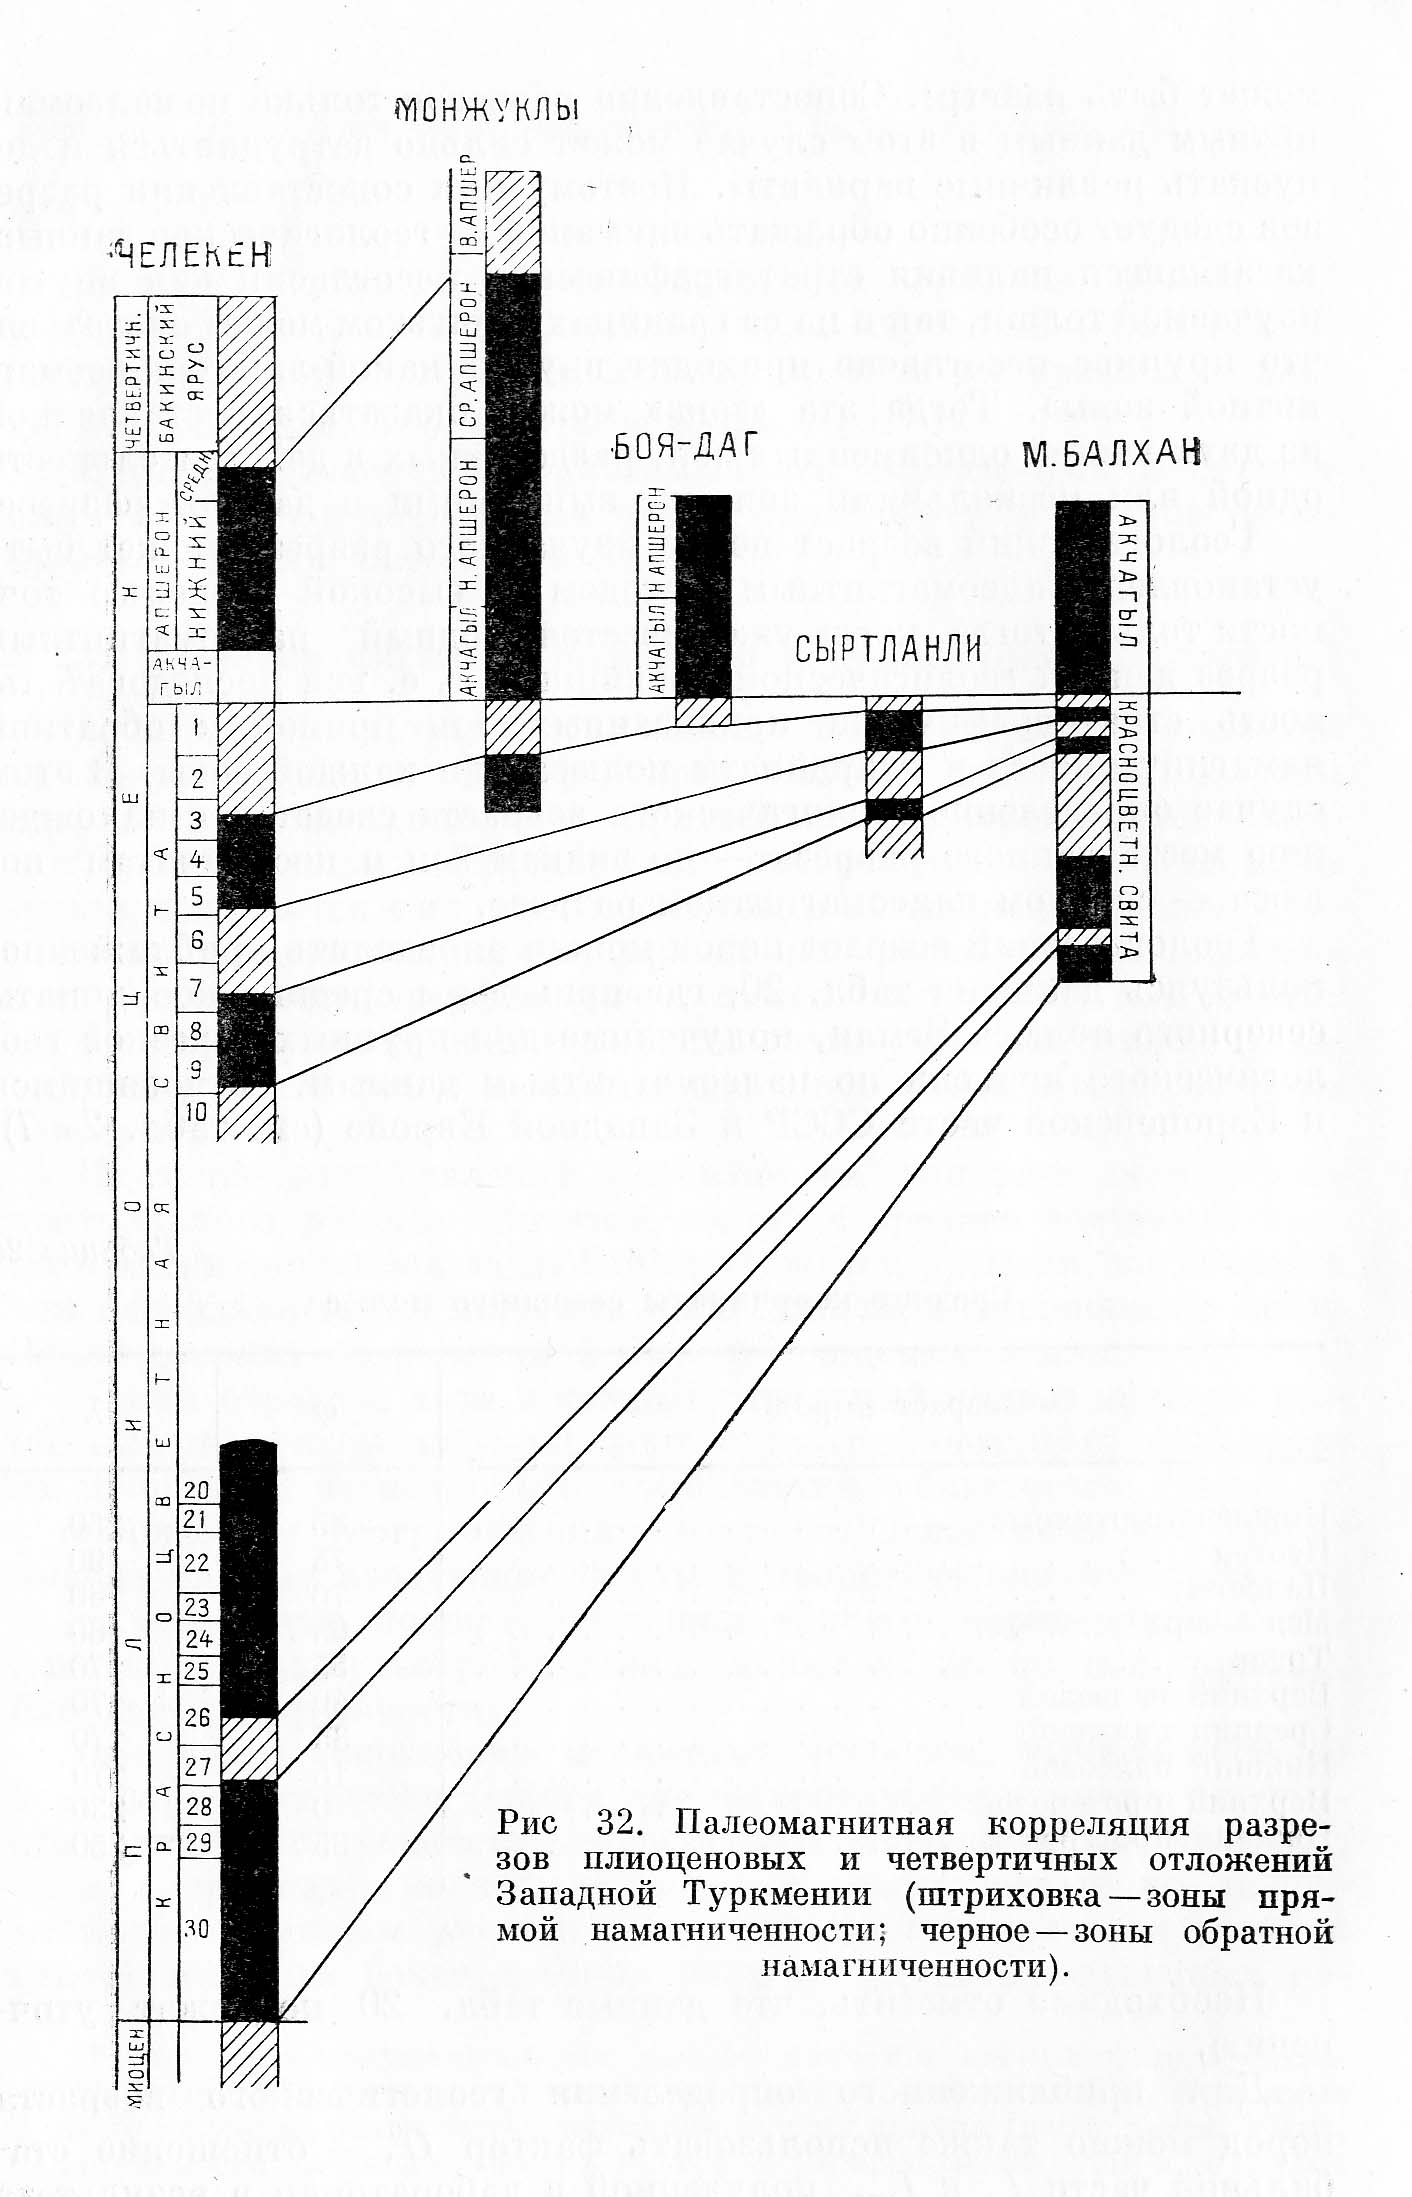 МОНЖУКЛЫ
ЧЕЛЕКЕН
БОЯ-ДАГ
М.БАЛХАН
СЫРТЛАНЛИ
ЧЕТВЕРТИЧН.
ПЛИОЦЕН
МИОЦЕН
БАКИНСКИЙ
ЯРУС
АПШЕРОН
СРЕДН.
НИЖНИЙ
АКЧА-
ГЫЛ
КРАСНОЦВЕТНАЯ СВИТА
1
2
3
4
5
6
7
8
9
10
20
21
22
23
24
25
26
27
28
29
30
В.АПШЕР
СР.АПШЕРОН
Н.АПШЕРОН
АКЧАГЫЛ
Н АПШЕРОН
АКЧАГЫЛ
АКЧАГЫЛ
КРАСНОЦВЕТН. СВИТА
Рис 32. Палеомагнитная корреляция разре-
зов плиоценовых и четвертичных отложений
Западной Туркмении (штриховка — зоны пря-
мой намагниченности; черное — зоны обратной
намагниченности).